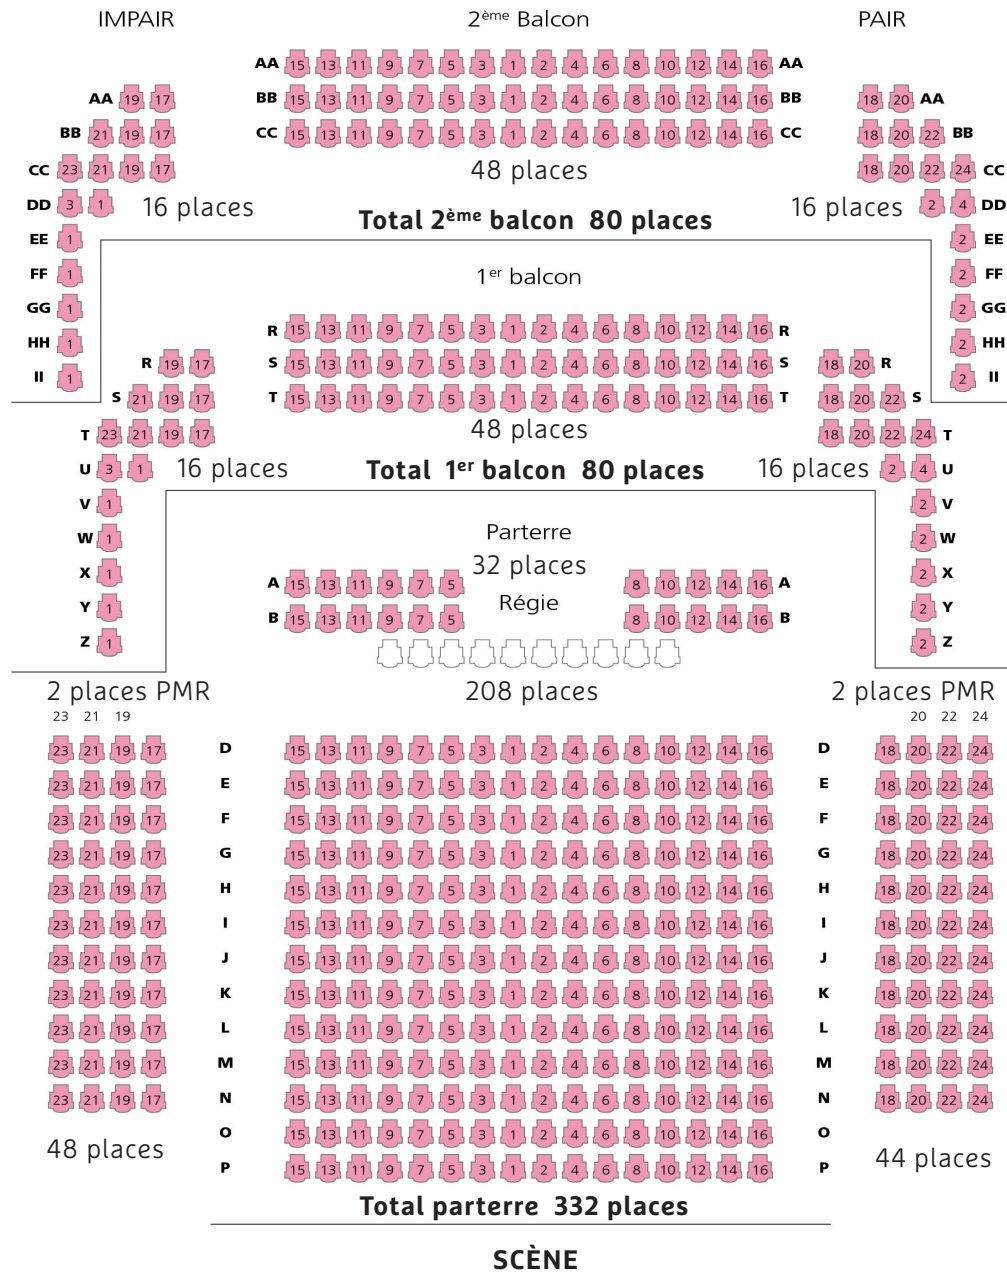 IMPAIR 2ème Balcon PAIR
AA 15 13 11 9 7 5 3 1 2 4 6 8 10 12 14 16 AA
AA 19 17 BB 15 13 11 9 7 5 3 1 2 4 6 8 10 12 14 16 BB 18 20 AA
BB 21 19 17 CC 15 13 11 9 7 5 3 1 2 4 6 8 10 12 14 16 CC 18 20 22 BB
CC 23 21 19 17 48 places 18 20 22 24 CC
DD 3 1 16 places 16 places 2 4 DD
Total 2ème balcon 80 places
EE 1 2 EE
FF 1 1er balcon 2 FF
GG 1 2 GG
R 15 13 11 9 7 5 3 1 2 4 6 8 10 12 14 16 R
HH 1 2 HH
R 19 17 S 15 13 11 9 7 5 3 1 2 4 6 8 10 12 14 16 S 18 20 R
II 1 2 II
S 21 19 17 T 15 13 11 9 7 5 3 1 2 4 6 8 10 12 14 16 T 18 20 22 S
T 23 21 19 17 48 places 18 20 22 24 T
U 3 1 16 places Total 1er balcon 80 places 16 places 2 4 U
V 1 2 V
W 1 Parterre 2 W
32 places
X 1 2 X
A 15 13 11 9 7 5 8 10 12 14 16 A
Y 1 Régie 2 Y
B 15 13 11 9 7 5 8 10 12 14 16 B
Z 1 2 Z
2 places PMR 208 places 2 places PMR
23 21 19 20 22 24
23 21 19 17 D 15 13 11 9 7 5 3 1 2 4 6 8 10 12 14 16 D 18 20 22 24
23 21 19 17 E 15 13 11 9 7 5 3 1 2 4 6 8 10 12 14 16 E 18 20 22 24
23 21 19 17 F 15 13 11 9 7 5 3 1 2 4 6 8 10 12 14 16 F 18 20 22 24
23 21 19 17 G 15 13 11 9 7 5 3 1 2 4 6 8 10 12 14 16 G 18 20 22 24
23 21 19 17 H 15 13 11 9 7 5 3 1 2 4 6 8 10 12 14 16 H 18 20 22 24
23 21 19 17 I 15 13 11 9 7 5 3 1 2 4 6 8 10 12 14 16 I 18 20 22 24
23 21 19 17 J 15 13 11 9 7 5 3 1 2 4 6 8 10 12 14 16 J 18 20 22 24
23 21 19 17 K 15 13 11 9 7 5 3 1 2 4 6 8 10 12 14 16 K 18 20 22 24
23 21 19 17 L 15 13 11 9 7 5 3 1 2 4 6 8 10 12 14 16 L 18 20 22 24
23 21 19 17 M 15 13 11 9 7 5 3 1 2 4 6 8 10 12 14 16 M 18 20 22 24
23 21 19 17 N 15 13 11 9 7 5 3 1 2 4 6 8 10 12 14 16 N 18 20 22 24
O 15 13 11 9 7 5 3 1 2 4 6 8 10 12 14 16 O
48 places 44 places
P 15 13 11 9 7 5 3 1 2 4 6 8 10 12 14 16 P
Total parterre 332 places
SCÈNE